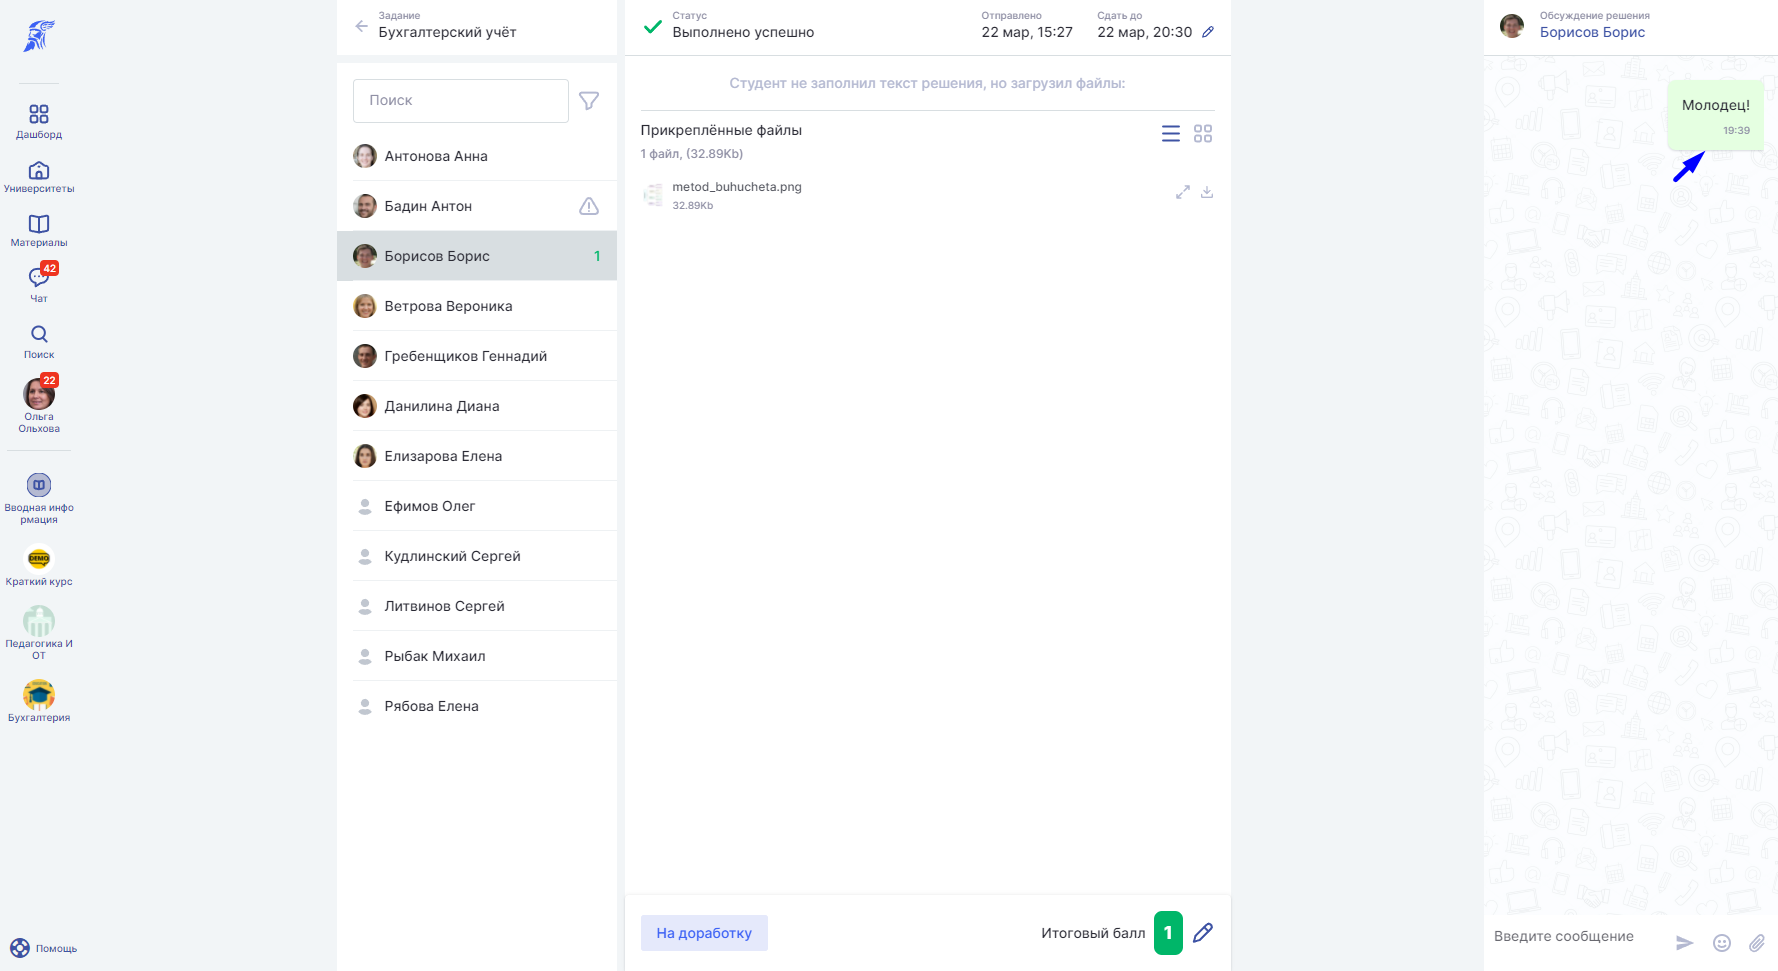 Дашборд
Университеты
Материалы
42
Чат
Поиск
22
Ольга
Ольхова
Вводная инфо
рмация
DEMO
Краткий курс
Педагогика И
ОТ
Бухгалтерия
Помощь
Задание
Бухгалтерский учёт
Поиск
Антонова Анна
Бадин Антон
Борисов Борис 1
Ветрова Вероника
Гребенщиков Геннадий
Данилина Диана
Елизарова Елена
Ефимов Олег
Кудлинский Сергей
Литвинов Сергей
Рыбак Михаил
Рябова Елена
Статус
Выполнено успешно
Отправлено
22 мар, 15:27
Сдать до
22 мар, 20:30
Студент не заполнил текст решения, но загрузил файлы:
Прикреплённые файлы
1 файл, (32.89Kb)
metod_buhucheta.png
32.89Kb
На доработку
Итоговый балл 1
Обсуждение решения
Борисов Борис
Молодец!
19:39
Введите сообщение